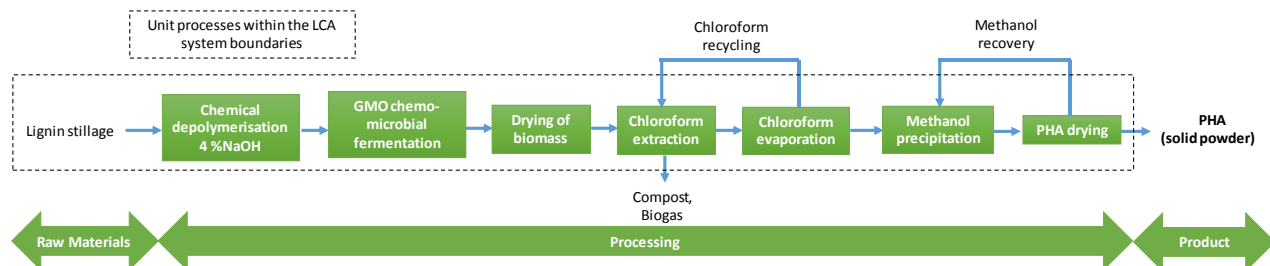 Unit processes within the LCA
system boundaries
Chloroform
recycling
Methanol
recovery
Lignin stillage
Chemical
depolymerisation
4 %NaOH
GMO chemo-
microbial
fermentation
Drying of
biomass
Chloroform
extraction
Chloroform
evaporation
Methanol
precipitation
PHA drying
PHA
(solid powder)
Compost,
Biogas
Raw Materials
Processing
Product